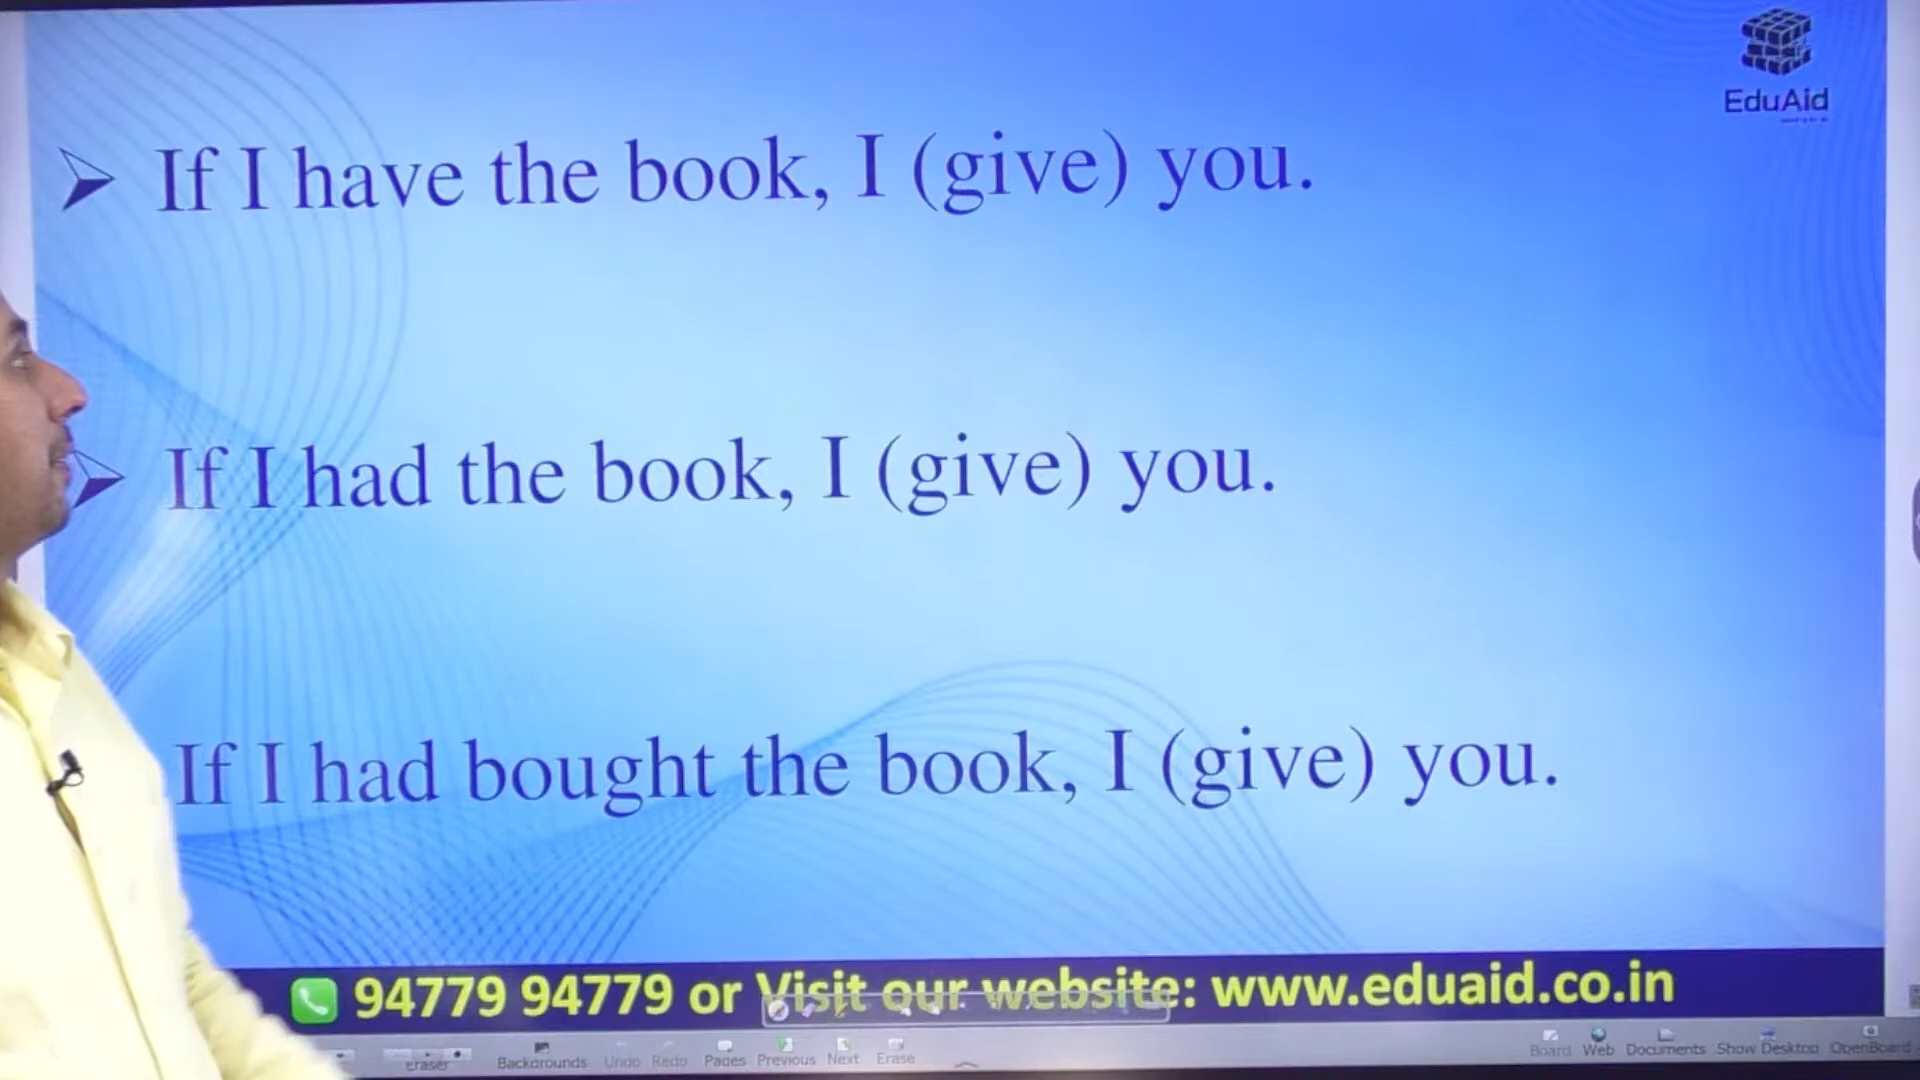 EduAid
If I have the book, I (give) you.
If I had the book, I (give) you.
If I had bought the book, I (give) you.
94779 94779 or Visit our website: www.eduaid.co.in
Eraser Backgrounds Undo Redo Pages Previous Next Erase Board Web Documents Show Desktop OpenBoard